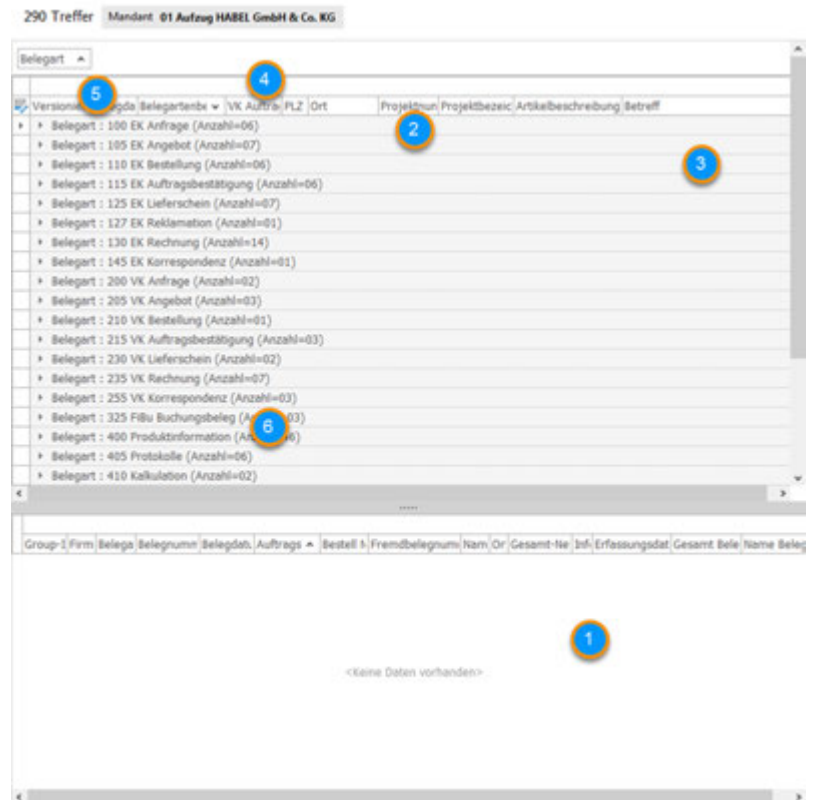 290 Treffer Mandant 01 Aufzug HABEL GmbH & Co. KG
Belegart
5 4
Belegartenbe VK Auftra PLZ Ort Projektnun Projektbezeic Artikelbeschreibung Betreff
2
Belegart : 100 EK Anfrage (Anzahl=06)
Belegart : 105 EK Angebot (Anzahl=07)
3
Belegart : 110 EK Bestellung (Anzahl=06)
Belegart : 115 EK Auftragsbestätigung (Anzahl=06)
Belegart : 125 EK Lieferschein (Anzahl=07)
Belegart : 127 EK Reklamation (Anzahl=01)
Belegart : 130 EK Rechnung (Anzahl=14)
Belegart : 145 EK Korrespondenz (Anzahl=01)
Belegart : 200 VK Anfrage (Anzahl=02)
Belegart : 205 VK Angebot (Anzahl=03)
Belegart : 210 VK Bestellung (Anzahl=01)
Belegart : 215 VK Auftragsbestätigung (Anzahl=03)
Belegart : 230 VK Lieferschein (Anzahl=02)
Belegart : 235 VK Rechnung (Anzahl=07)
Belegart : 255 VK Korrespondenz (Anzahl=03)
Belegart : 325 FiBu Buchungsbeleg
6
Belegart : 400 Produktinformation
Belegart : 405 Protokolle (Anzahl=06)
Belegart : 410 Kalkulation (Anzahl=02)
Firm Belega Belegnumm Belegdatu Auftrags Bestell Fremdbelegnum Nam Or Gesamt-Ne Inf Erfassungsdat Gesamt Bele Name Beleg
1
<Keine Daten vorhanden>